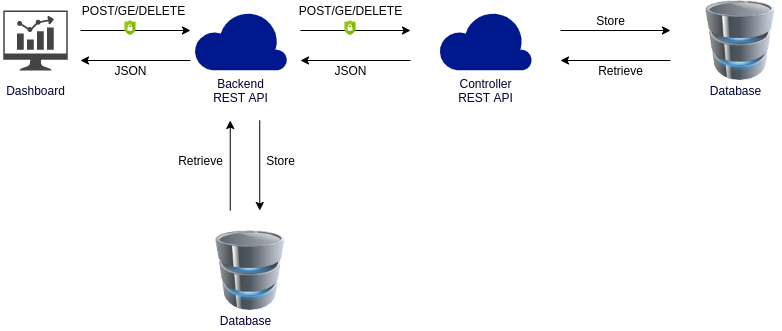 POST/GE/DELETE
POST/GE/DELETE
Store
JSON
JSON
Retrieve
Dashboard
Backend
REST API
Controller
REST API
Database
Retrieve
Store
Database